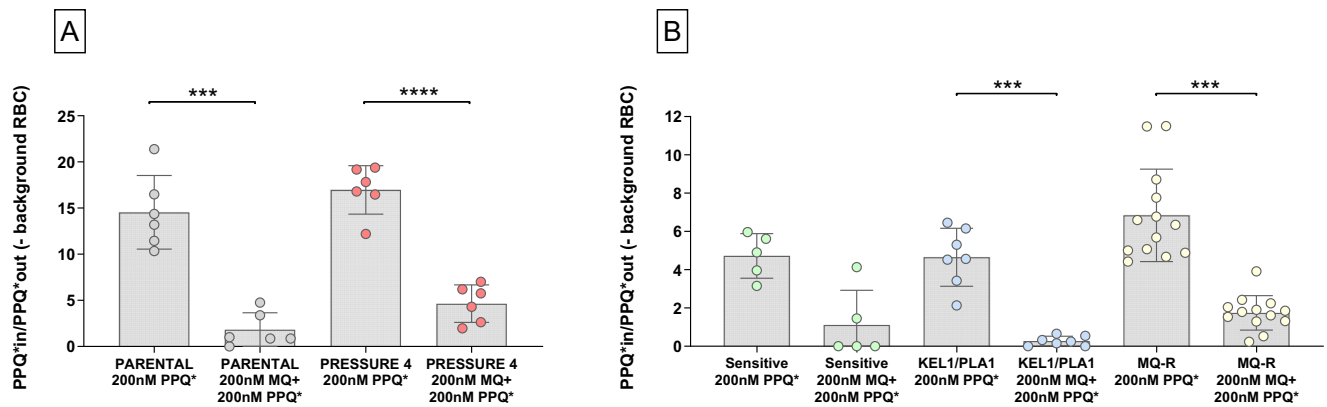 A
PPQ*in/PPQ*out (- background RBC)
25
20
15
10
5
0
***
****
PARENTAL
200nM PPQ*
PARENTAL
200nM MQ+
200nM PPQ*
PRESSURE 4
200nM PPQ*
PRESSURE 4
200nM MQ+
200nM PPQ*
B
PPQ*in/PPQ*out (- background RBC)
12
10
8
6
4
2
0
***
***
Sensitive
200nM PPQ*
Sensitive
200nM MQ+
200nM PPQ*
KEL1/PLA1
200nM PPQ*
KEL1/PLA1
200nM MQ+
200nM PPQ*
MQ-R
200nM PPQ*
MQ-R
200nM MQ+
200nM PPQ*